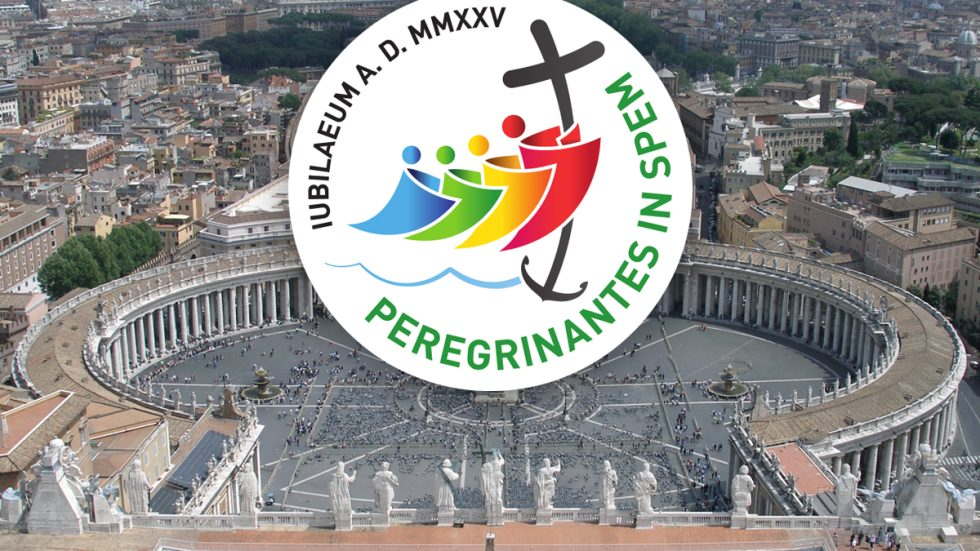 IUBILAEUM A. D. MMXXV
PEREGRINANTES IN SPEM